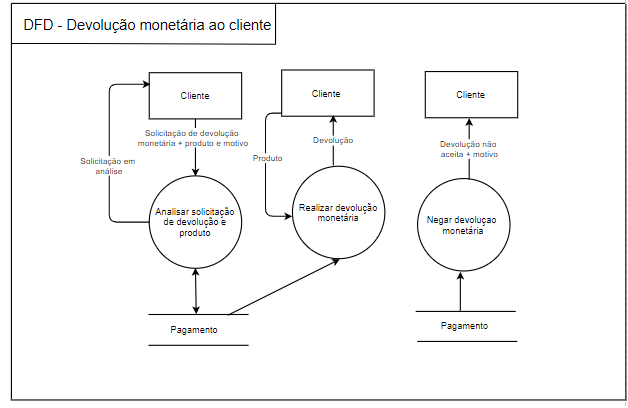 DFD - Devolução monetária ao cliente
Cliente
Cliente
Cliente
Solicitação de devolução
monetária + produto e motivo
Devolução
Devolução não
aceita + motivo
Solicitação em
análise
Produto
Analisar solicitação
de devolução e
produto
Realizar devolução
monetária
Negar devoluçao
monetária
Pagamento
Pagamento